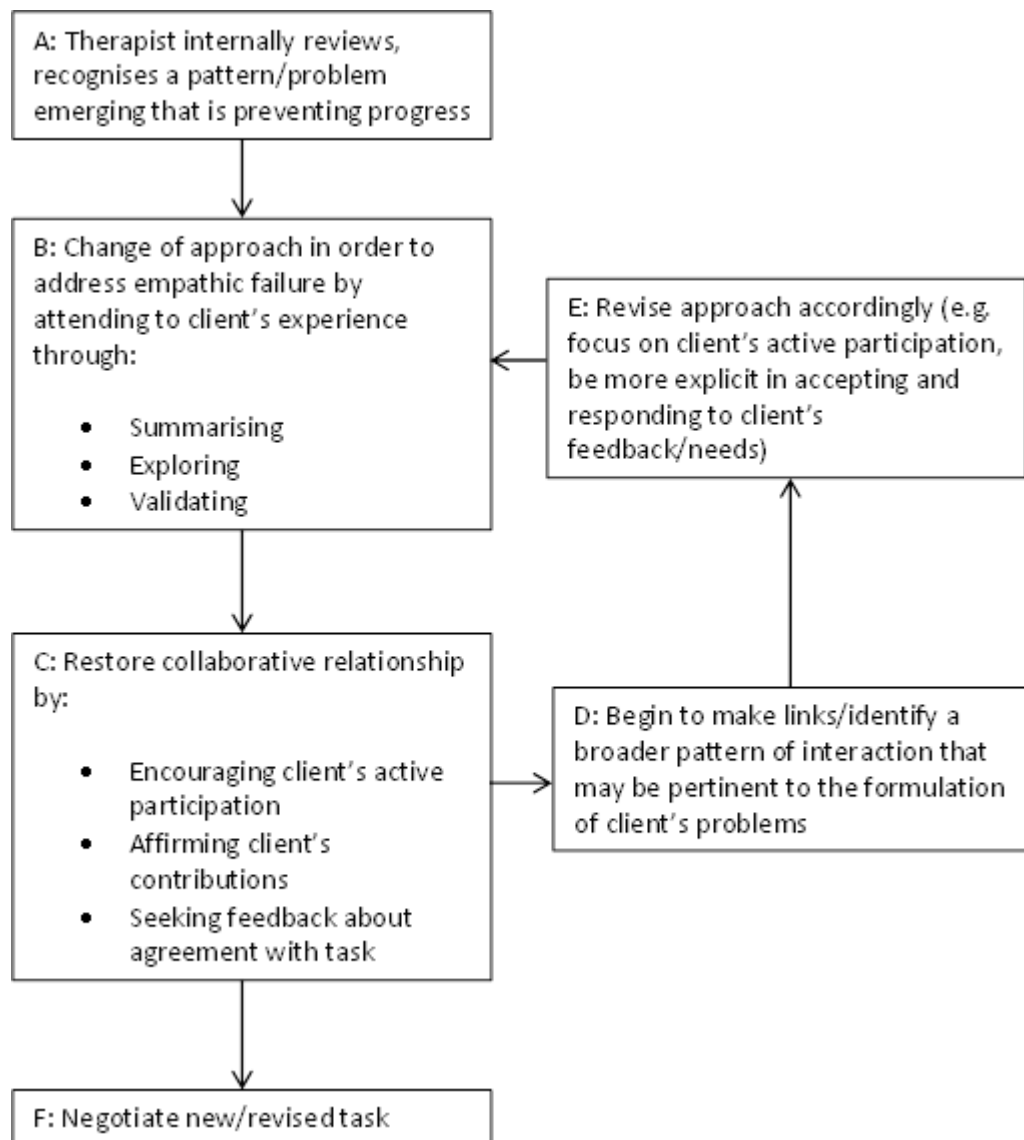 A: Therapist internally reviews,
recognises a pattern/problem
emerging that is preventing progress
B: Change of approach in order to
address empathic failure by
attending to client’s experience
through:
• Summarising
• Exploring
• Validating
C: Restore collaborative relationship
by:
• Encouraging client’s active
participation
• Affirming client’s
contributions
• Seeking feedback about
agreement with task
D: Begin to make links/identify a
broader pattern of interaction that
may be pertinent to the formulation
of client’s problems
E: Revise approach accordingly (e.g.
focus on client’s active participation,
be more explicit in accepting and
responding to client’s
feedback/needs)
F: Negotiate new/revised task